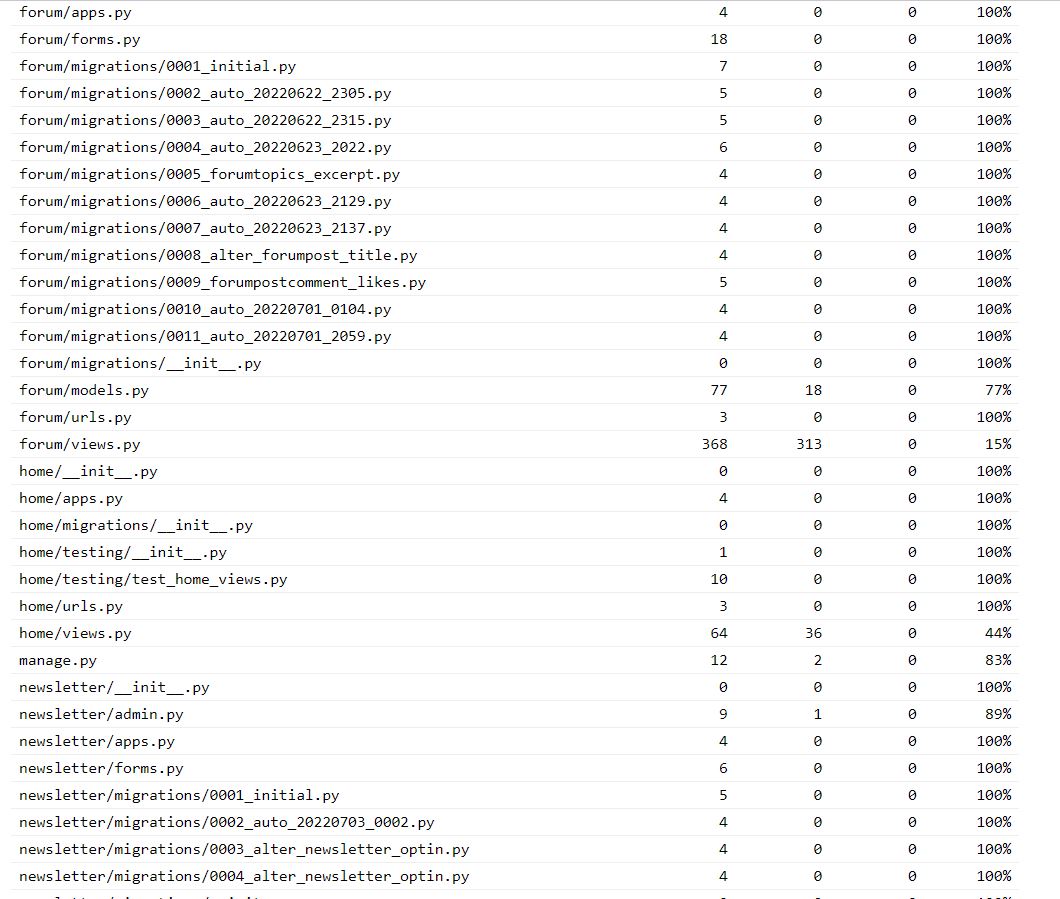 forum/apps.py 4 0 0 100%
forum/forms.py 18 0 0 100%
forum/migrations/0001_initial.py 7 0 0 100%
forum/migrations/0002_auto_20220622_2305.py 5 0 0 100%
forum/migrations/0003_auto_20220622_2315.py 5 0 0 100%
forum/migrations/0004_auto_20220623_2022.py 6 0 0 100%
forum/migrations/0005_forumtopics_excerpt.py 4 0 0 100%
forum/migrations/0006_auto_20220623_2129.py 4 0 0 100%
forum/migrations/0007_auto_20220623_2137.py 4 0 0 100%
forum/migrations/0008_alter_forumpost_title.py 4 0 0 100%
forum/migrations/0009_forumpostcomment_likes.py 5 0 0 100%
forum/migrations/0010_auto_20220701_0104.py 4 0 0 100%
forum/migrations/0011_auto_20220701_2059.py 4 0 0 100%
forum/migrations/__init__.py 0 0 0 100%
forum/models.py 77 18 0 77%
forum/urls.py 3 0 0 100%
forum/views.py 368 313 0 15%
home/__init__.py 0 0 0 100%
home/apps.py 4 0 0 100%
home/migrations/__init__.py 0 0 0 100%
home/testing/__init__.py 1 0 0 100%
home/testing/test_home_views.py 10 0 0 100%
home/urls.py 3 0 0 100%
home/views.py 64 36 0 44%
manage.py 12 2 0 83%
newsletter/__init__.py 0 0 0 100%
newsletter/admin.py 9 1 0 89%
newsletter/apps.py 4 0 0 100%
newsletter/forms.py 6 0 0 100%
newsletter/migrations/0001_initial.py 5 0 0 100%
newsletter/migrations/0002_auto_20220703_0002.py 4 0 0 100%
newsletter/migrations/0003_alter_newsletter_optin.py 4 0 0 100%
newsletter/migrations/0004_alter_newsletter_optin.py 4 0 0 100%